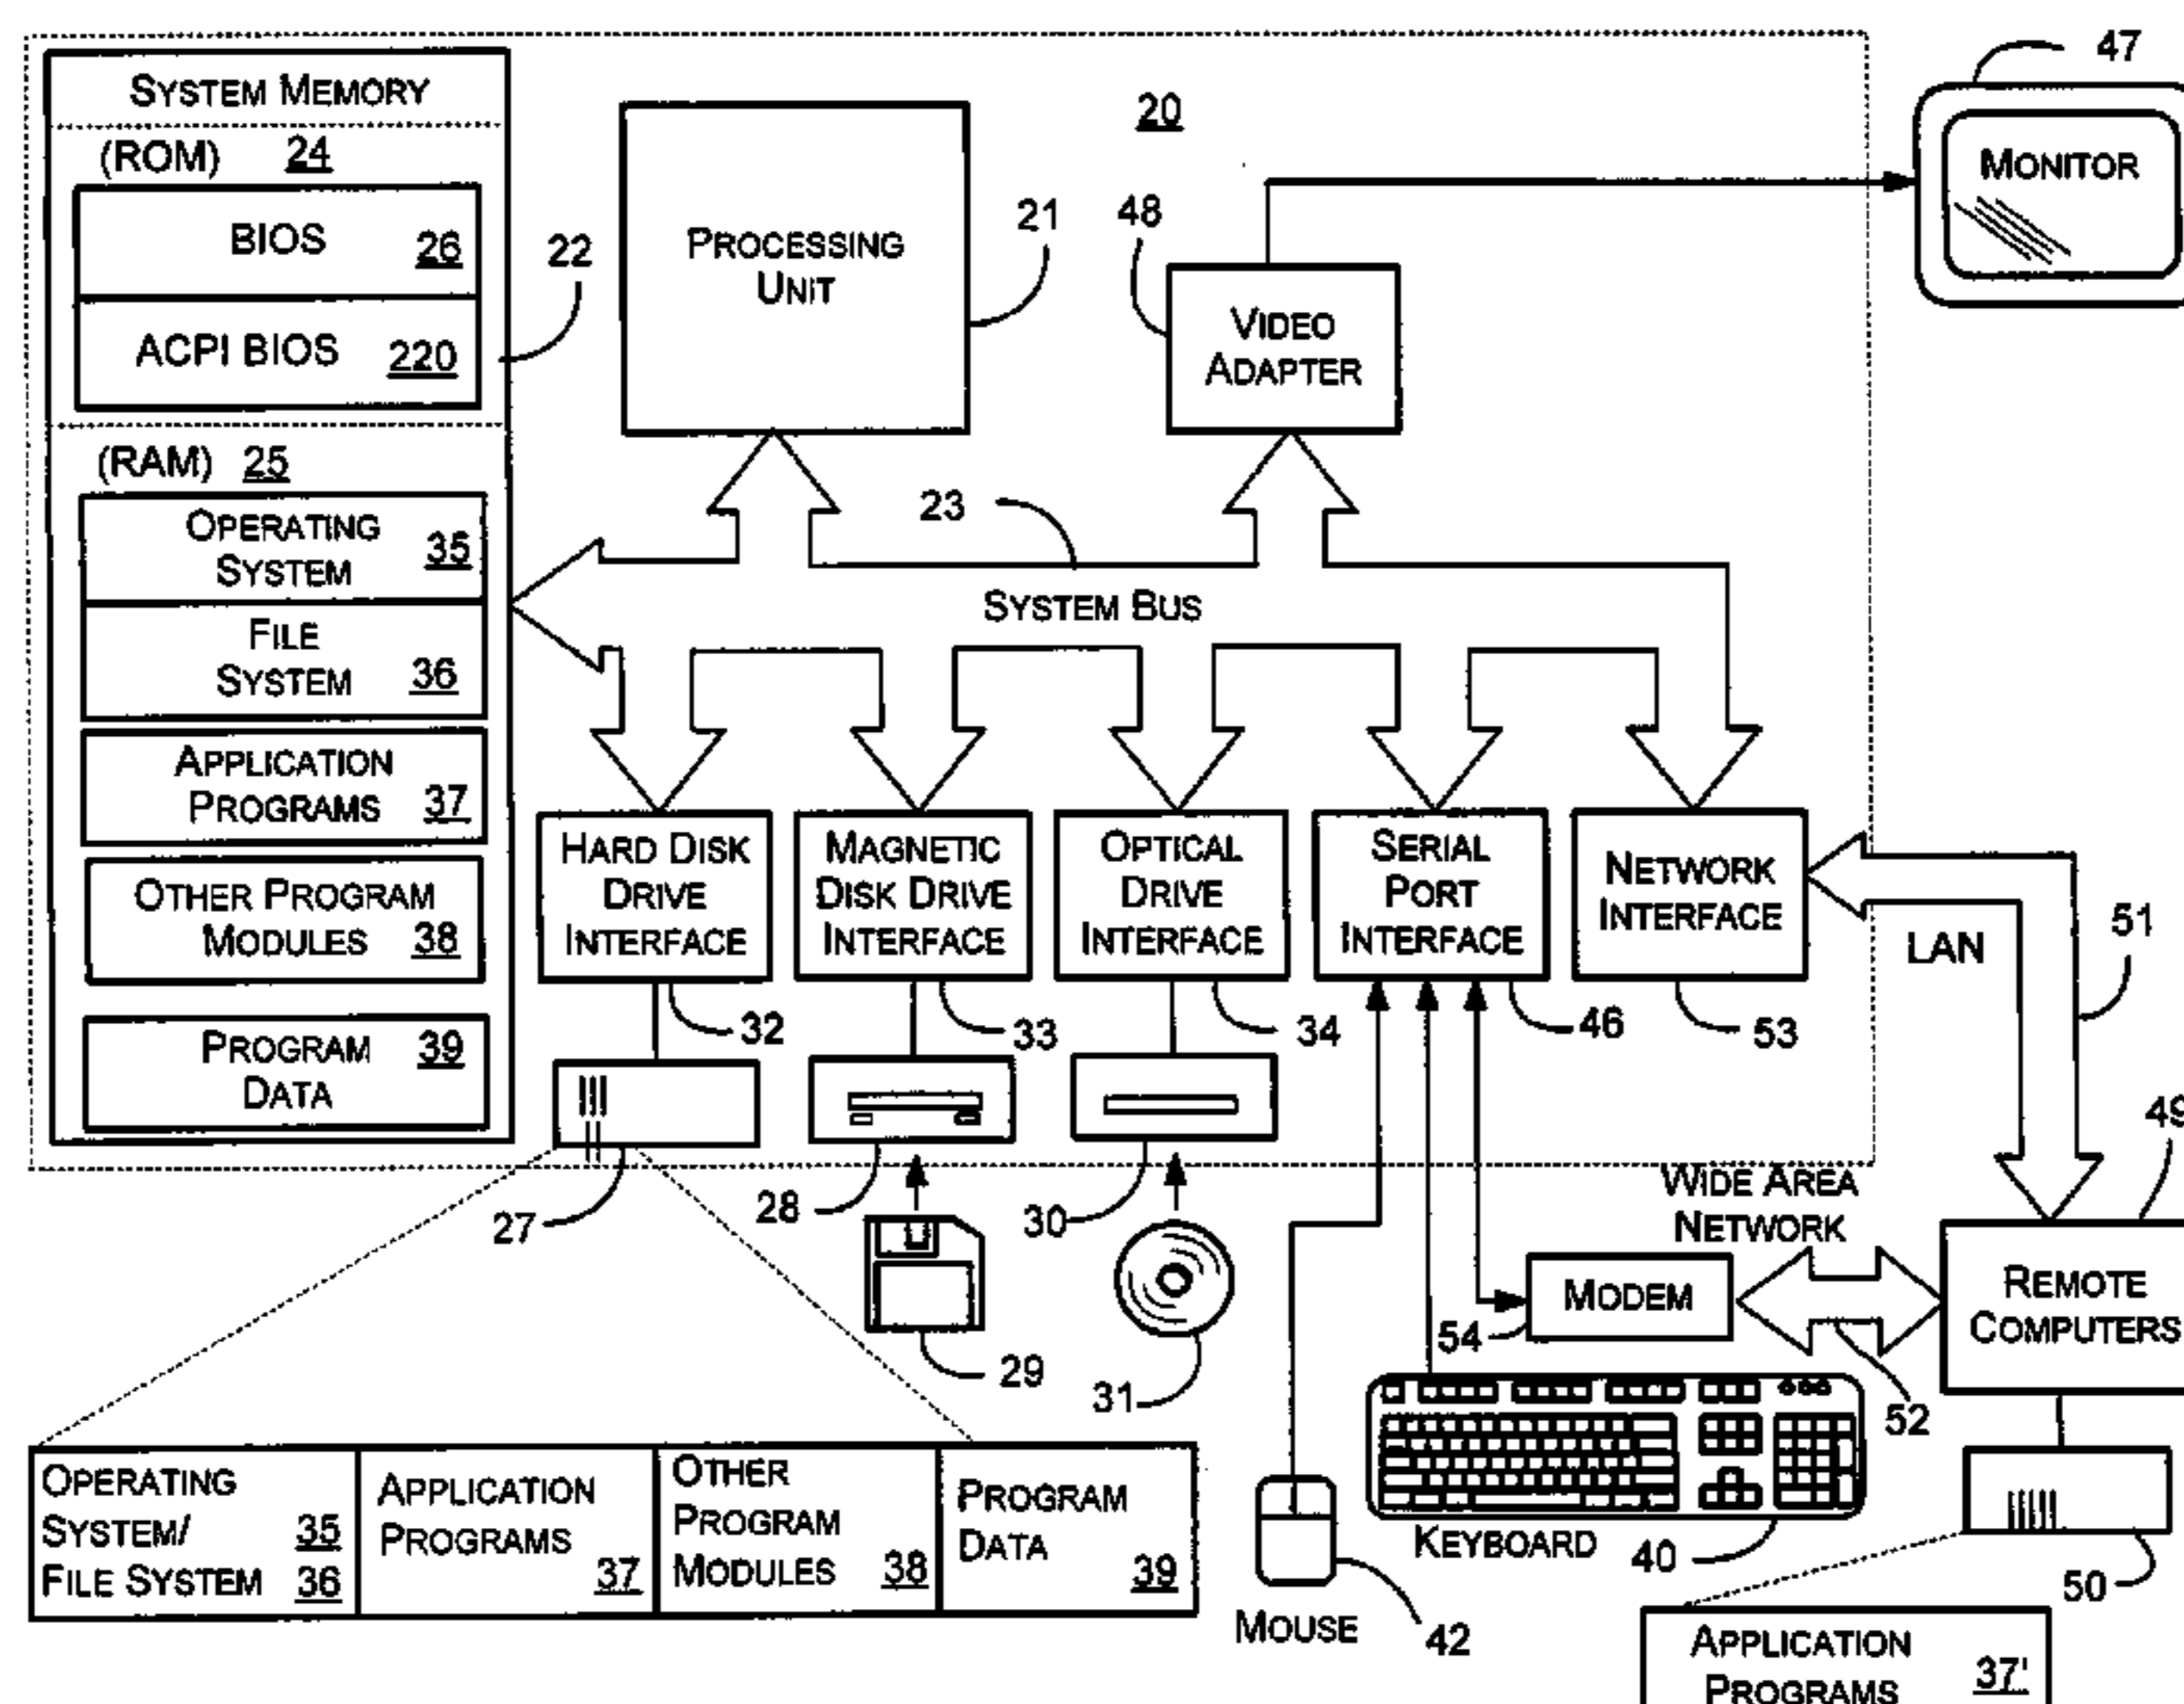 SYSTEM MEMORY
(ROM) 24
BIOS 26
ACPI BIOS 220
22
(RAM) 25
OPERATING
SYSTEM 35
FILE
SYSTEM 36
APPLICATION
PROGRAMS 37
OTHER PROGRAM
MODULES 38
PROGRAM 39
DATA
20
PROCESSING
UNIT
21
48
VIDEO
ADAPTER
47
MONITOR
23
SYSTEM BUS
HARD DISK
DRIVE
INTERFACE
MAGNETIC
DISK DRIVE
INTERFACE
OPTICAL
DRIVE
INTERFACE
SERIAL
PORT
INTERFACE
NETWORK
INTERFACE
LAN
51
32
33
34
46
53
49
27
28
30
29
31
WIDE AREA
NETWORK
MODEM
54
52
REMOTE
COMPUTERS
OPERATING
SYSTEM/ 35
FILE SYSTEM 36
APPLICATION
PROGRAMS
37
OTHER
PROGRAM
MODULES 38
PROGRAM
DATA
39
MOUSE
42
KEYBOARD 40
50
APPLICATION
PROGRAMS 37'